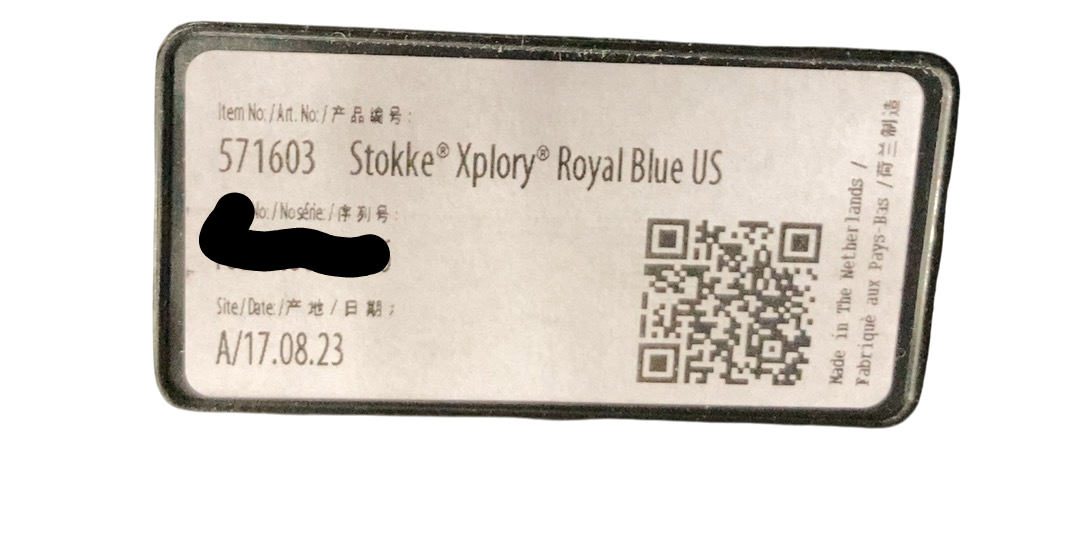 Item No: / Art. No: / 产品编号:
571603 Stokke® Xplory® Royal Blue US
No: / No série: / 序列号:
Site/Date: / 产地 / 日期:
A/17.08.23
Made in The Netherlands /
Fabriqué aux Pays-Bas / 荷兰制造